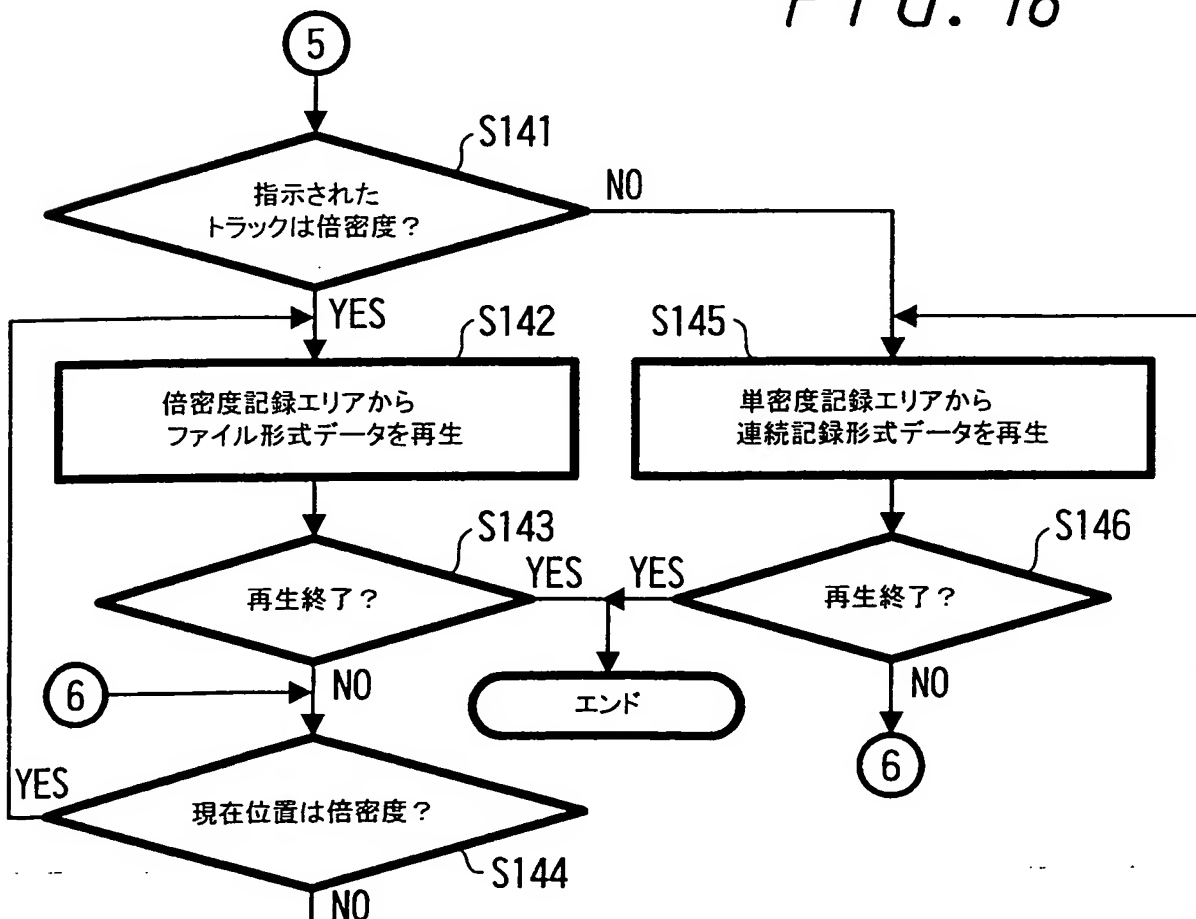 FIG. 16
5
S141
指示された
トラックは倍密度？
NO
YES
S142
倍密度記録エリアから
ファイル形式データを再生
S145
単密度記録エリアから
連続記録形式データを再生
S143
再生終了？
YES
YES
S146
再生終了？
NO
6
エンド
NO
6
YES
現在位置は倍密度？
S144
NO